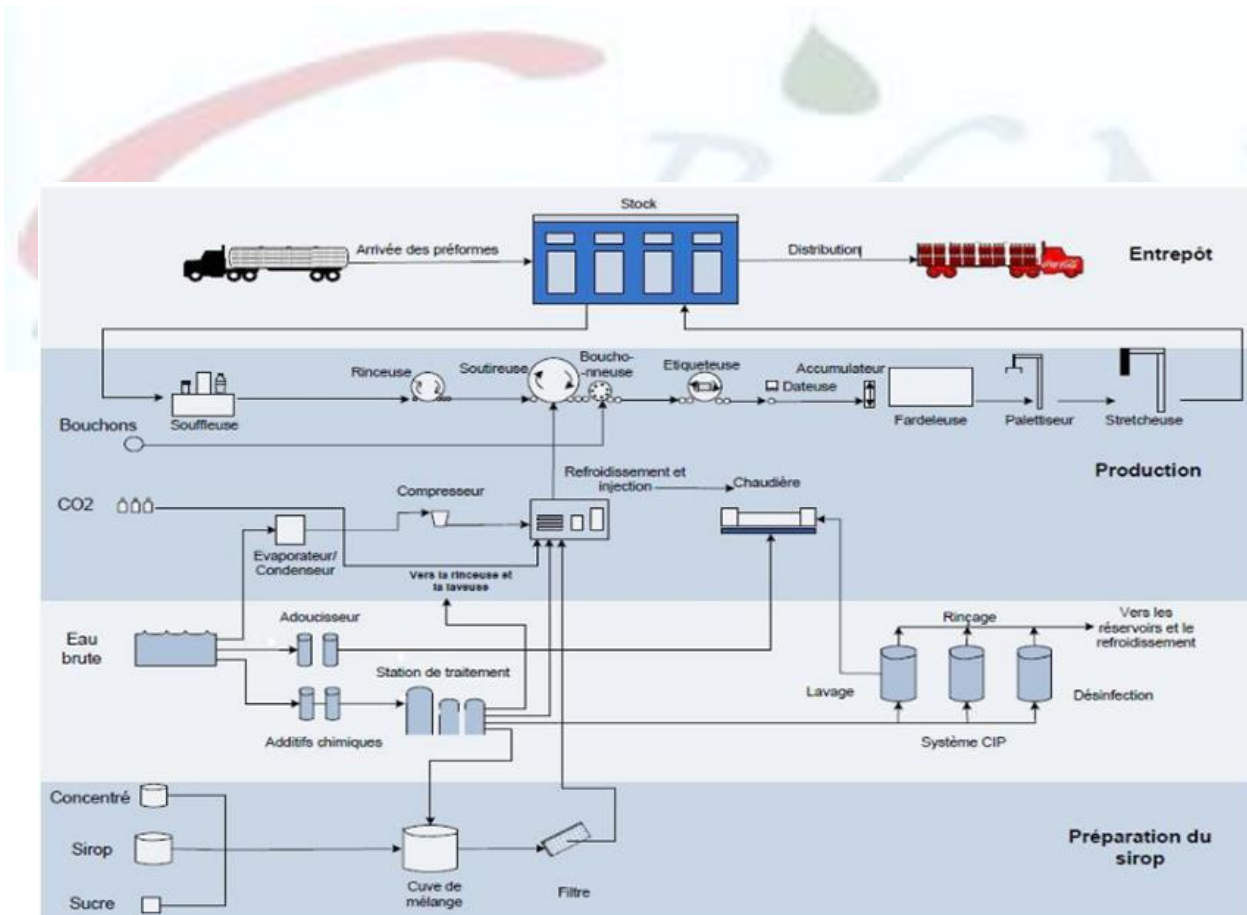 Stock
Arrivée des préformes
Distribution
Entrepôt
Rinceuse
Soutireuse
Boucho-
-nneuse
Etiqueteuse
Accumulateur
Dateuse
Bouchons
Souffleuse
Fardeleuse
Palettiseur
Stretcheuse
Production
Refroidissement et
injection
Chaudière
CO2
Compresseur
Evaporateur/
Condenseur
Vers la rinceuse et
la laveuse
Eau
brute
Adoucisseur
Station de traitement
Additifs chimiques
Rinçage
Vers les
réservoirs et le
refroidissement
Lavage
Désinfection
Système CIP
Concentré
Sirop
Sucre
Cuve de
mélange
Filtre
Préparation du
sirop